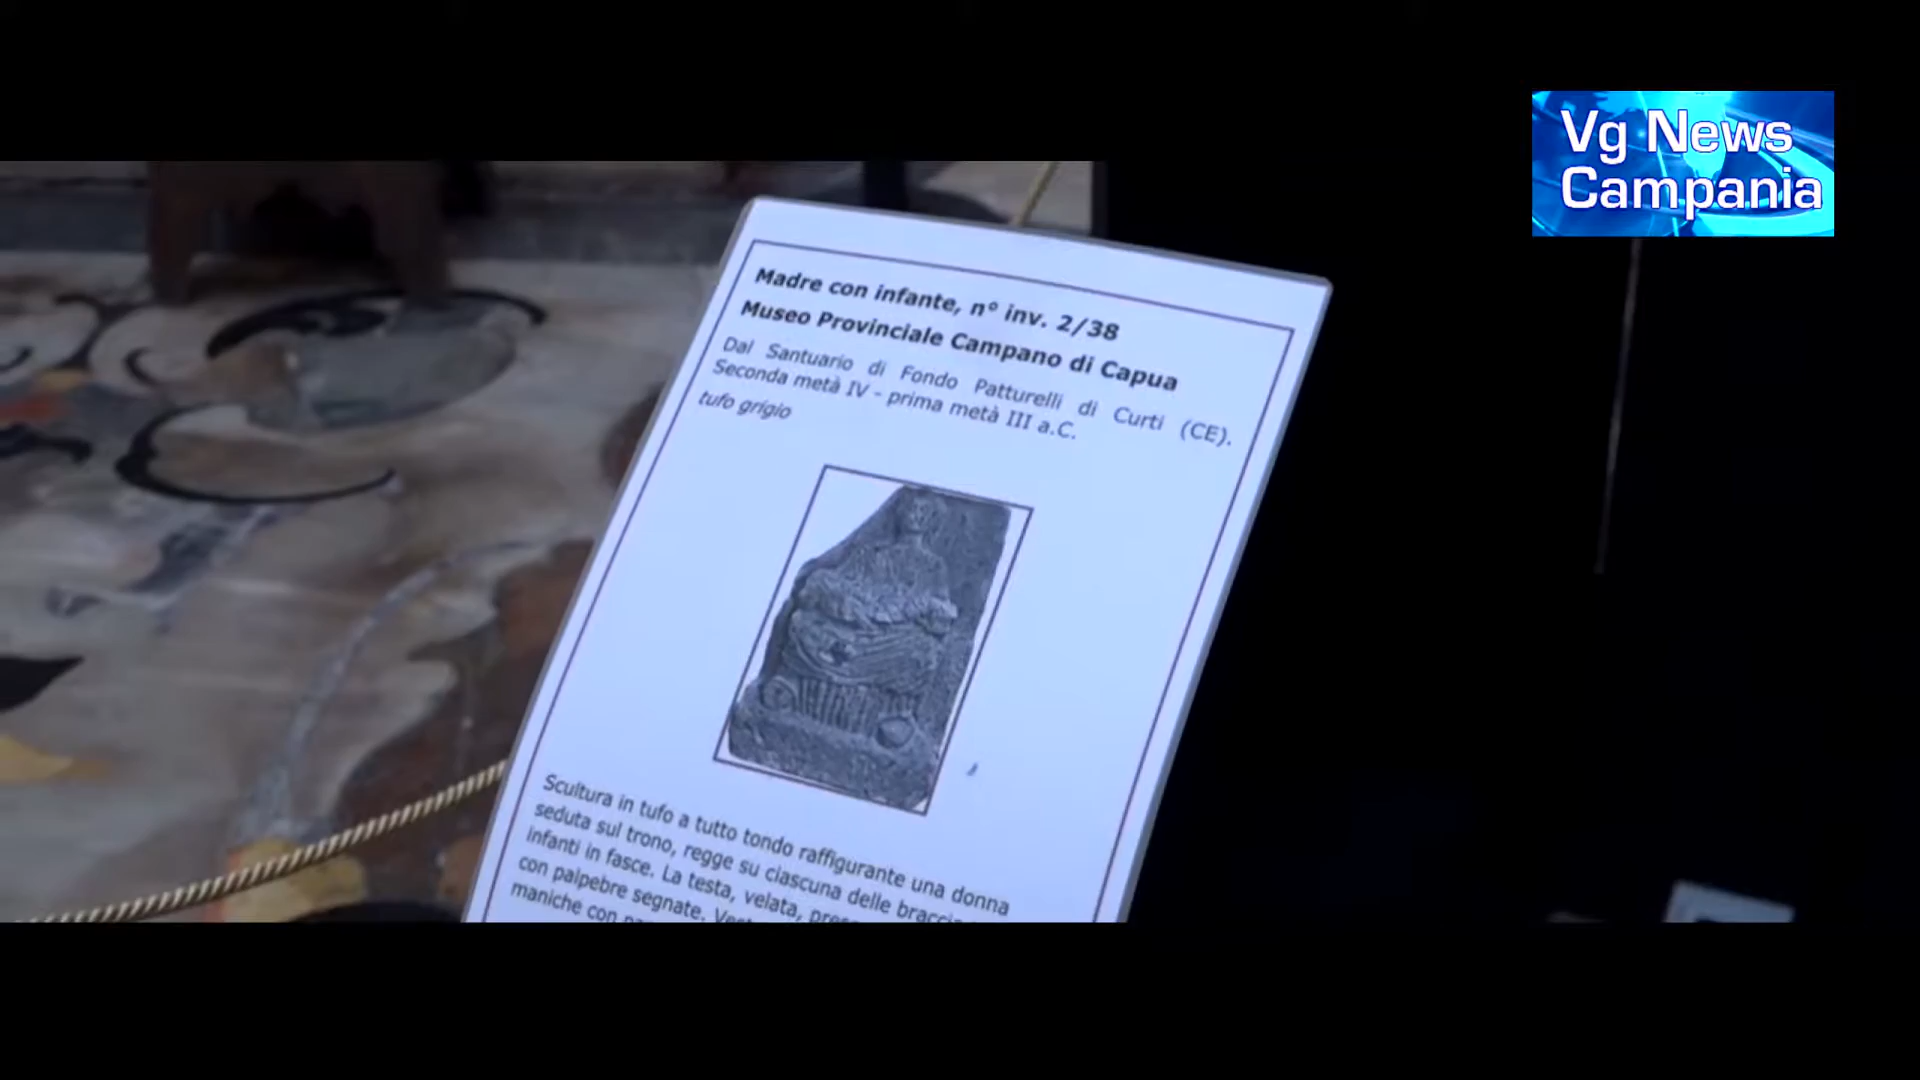 Vg News
Campania
Madre con infante, n° inv. 2/38
Museo Provinciale Campano di Capua
Dal Santuario di Fondo Patturelli di Curti (CE).
Seconda metà IV - prima metà III a.C.
tufo grigio
Scultura in tufo a tutto tondo raffigurante una donna
seduta sul trono, regge su ciascuna delle braccia
infanti in fasce. La testa, velata,
con palpebre segnate.
maniche con